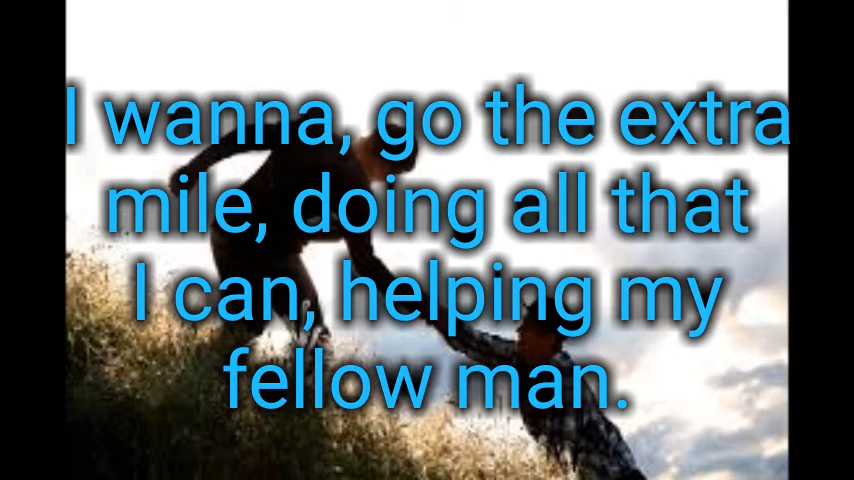 I wanna, go the extra
mile, doing all that
I can, helping my
fellow man.